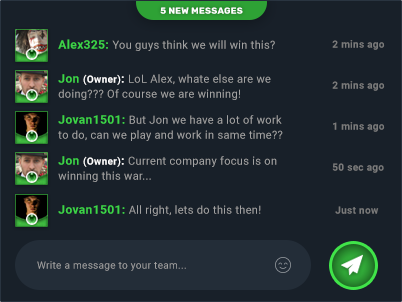 5 NEW MESSAGES
Alex325: You guys think we will win this? 2 mins ago
Jon (Owner): LoL Alex, whate else are we
doing??? Of course we are winning! 2 mins ago
Jovan1501: But Jon we have a lot of work
to do, can we play and work in same time?? 1 mins ago
Jon (Owner): Current company focus is on
winning this war... 50 sec ago
Jovan1501: All right, lets do this then! Just now
Write a message to your team...